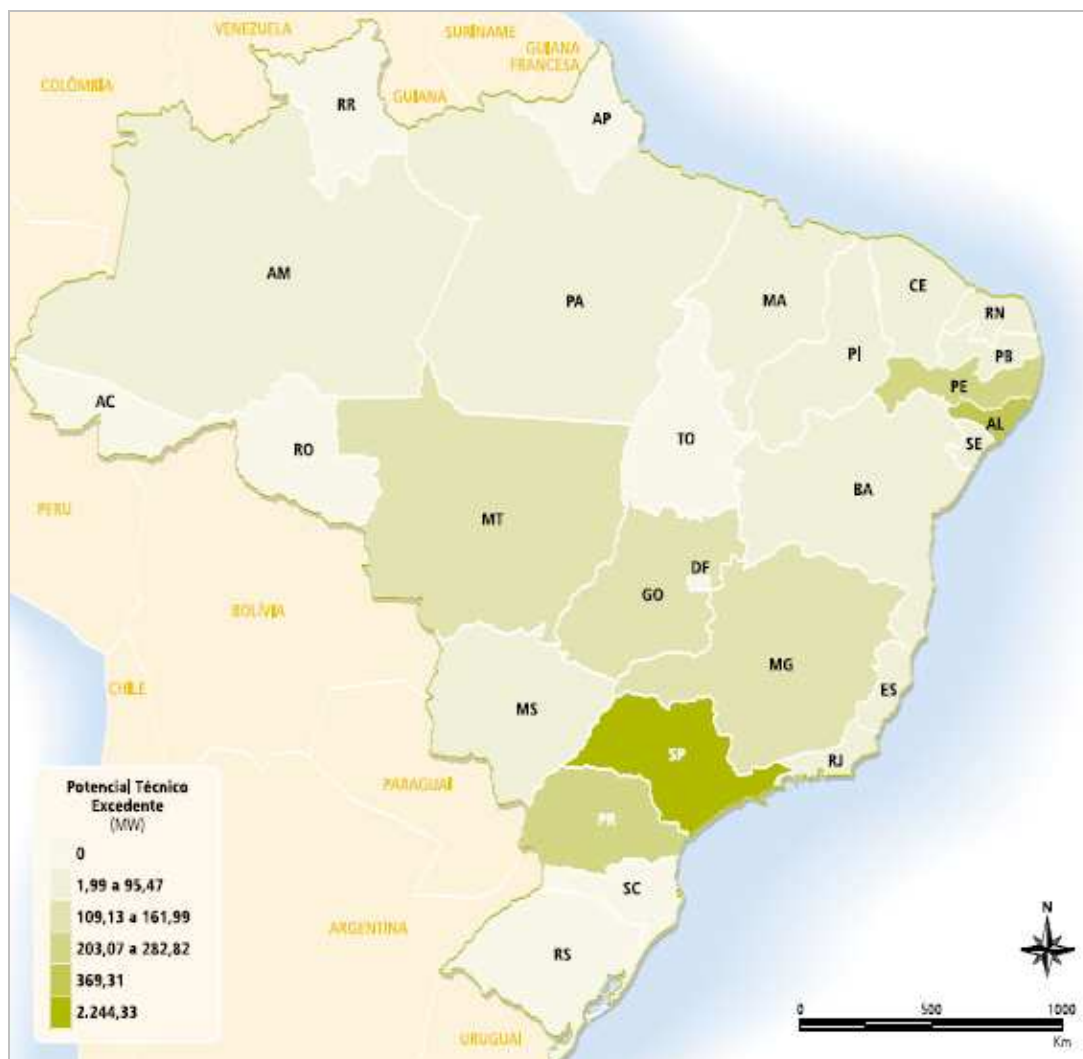 VENEZUELA
SURÍNAME
GUIANA
FRANCESA
COLÔMBIA
GUIANA
RR
AP
AM
PA
MA
CE
RN
PI
PB
PE
AL
SE
AC
RO
TO
BA
PERU
MT
DF
GO
BOLÍVIA
MG
ES
CHILE
MS
SP
RJ
PARAGUAI
PR
SC
ARGENTINA
RS
URUGUAI
Potencial Técnico
Excedente
(MW)
0
1,99 a 95,47
109,13 a 161,99
203,07 a 282,82
369,31
2.244,33
N
0 500 1000
Km